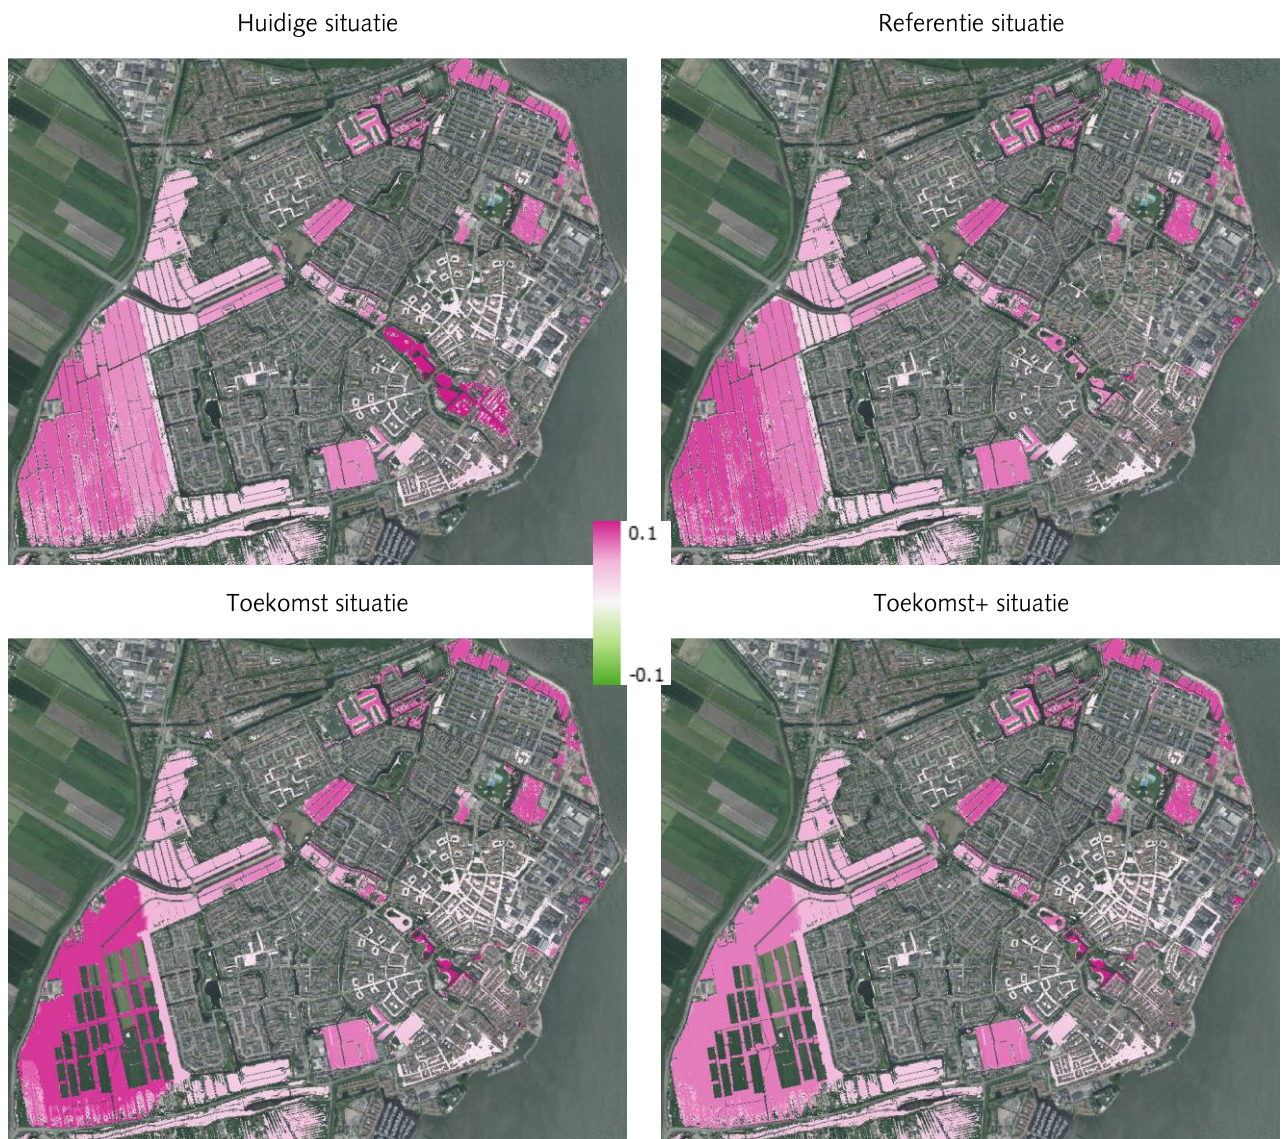 Huidige situatie
Referentie situatie
0.1
-0.1
Toekomst situatie
Toekomst+ situatie